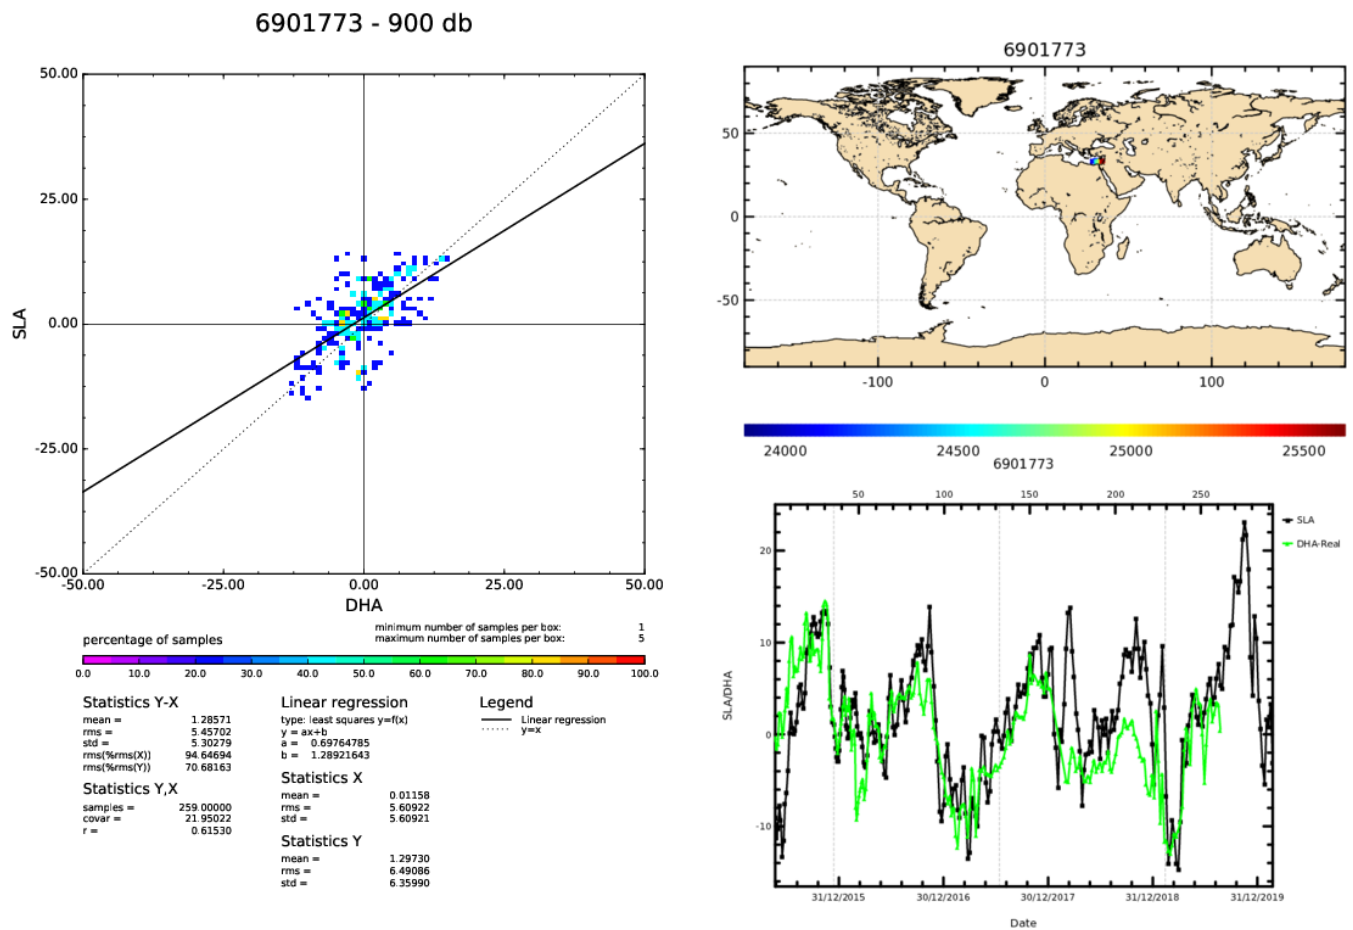 6901773 - 900 db
50.00
25.00
0.00
-25.00
-50.00
SLA
-50.00 -25.00 0.00 25.00 50.00
DHA
minimum number of samples per box: 1
percentage of samples maximum number of samples per box: 5
0.0 10.0 20.0 30.0 40.0 50.0 60.0 70.0 80.0 90.0 100.0
Statistics Y-X
mean = 1.28571
rms = 5.45702
std = 5.30279
rms(%rms(X)) 94.64694
rms(%rms(Y)) 70.68163
Statistics Y,X
samples = 259.00000
covar = 21.95022
r = 0.61530
Linear regression
type: least squares y=f(x)
y = ax+b
a = 0.69764785
b = 1.28921643
Statistics X
mean = 0.01158
rms = 5.60922
std = 5.60921
Statistics Y
mean = 1.29730
rms = 6.49086
std = 6.35990
Legend
Linear regression
y=x
6901773
50
0
-50
-100 0 100
24000 24500 25000 25500
6901773
50 100 150 200 250
20
10
0
-10
SLA/DHA
SLA
DHA-Real
31/12/2015 30/12/2016 30/12/2017 31/12/2018 31/12/2019
Date